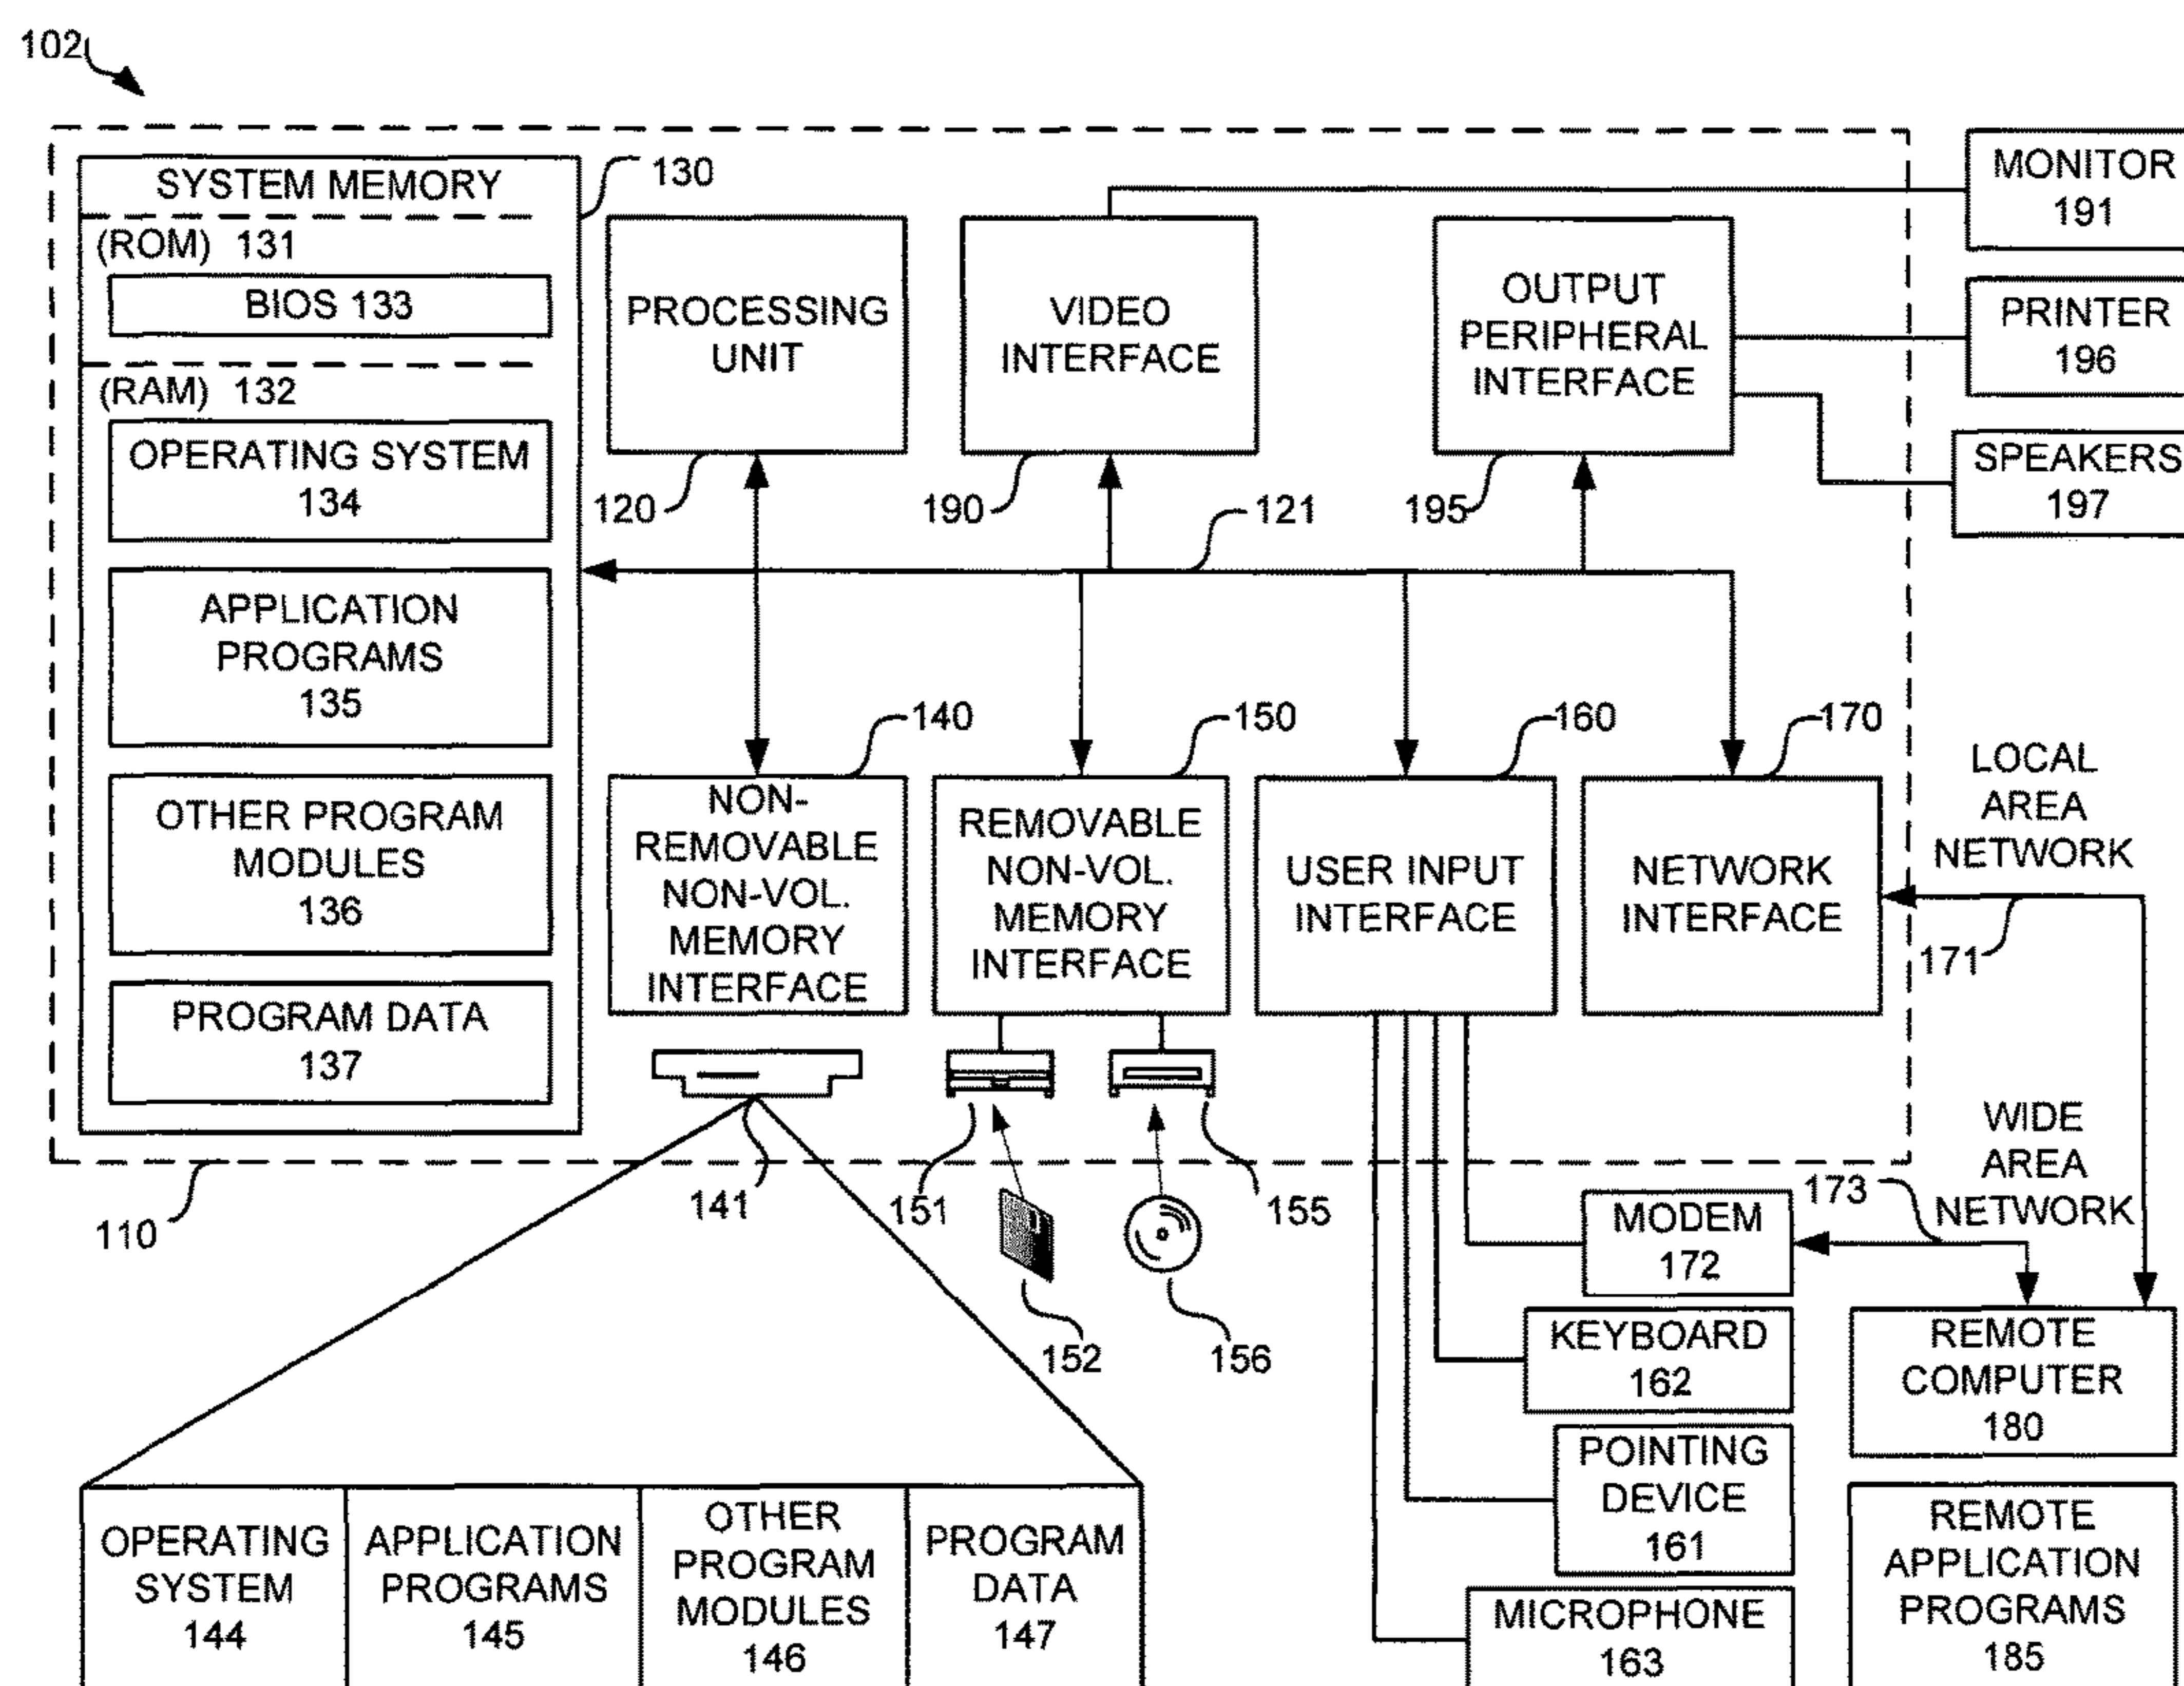 102
SYSTEM MEMORY
130
(ROM) 131
BIOS 133
(RAM) 132
OPERATING SYSTEM
134
APPLICATION
PROGRAMS
135
OTHER PROGRAM
MODULES
136
PROGRAM DATA
137
PROCESSING
UNIT
120
VIDEO
INTERFACE
190
121
OUTPUT
PERIPHERAL
INTERFACE
195
MONITOR
191
PRINTER
196
SPEAKERS
197
140
NON-
REMOVABLE
NON-VOL.
MEMORY
INTERFACE
150
REMOVABLE
NON-VOL.
MEMORY
INTERFACE
160
USER INPUT
INTERFACE
170
NETWORK
INTERFACE
LOCAL
AREA
NETWORK
171
110
141
151
155
152
156
WIDE
AREA
NETWORK
173
MODEM
172
KEYBOARD
162
POINTING
DEVICE
161
MICROPHONE
163
REMOTE
COMPUTER
180
REMOTE
APPLICATION
PROGRAMS
185
OPERATING
SYSTEM
144
APPLICATION
PROGRAMS
145
OTHER
PROGRAM
MODULES
146
PROGRAM
DATA
147